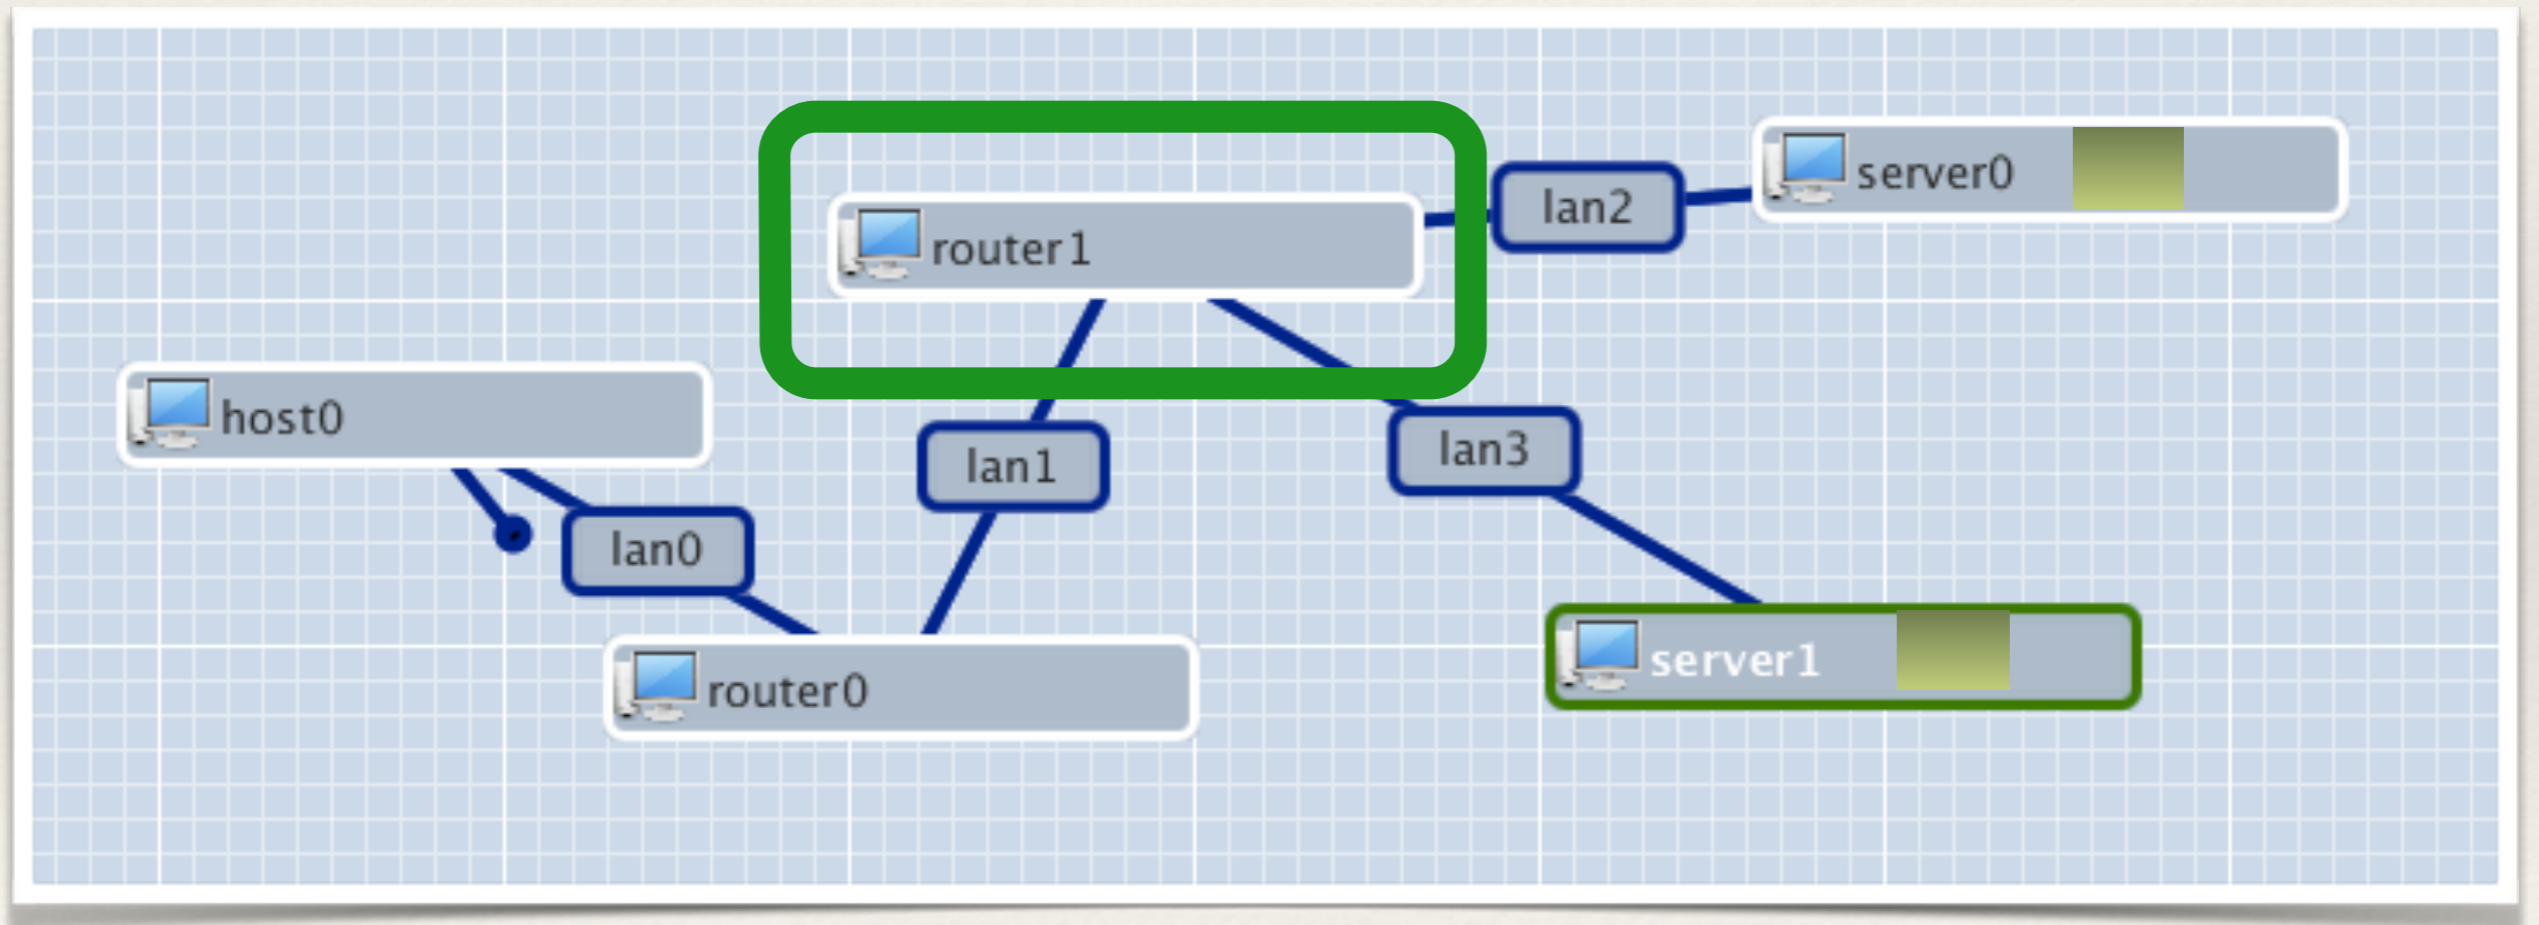 server0
lan2
router1
host0
lan3
lan1
lan0
server1
router0